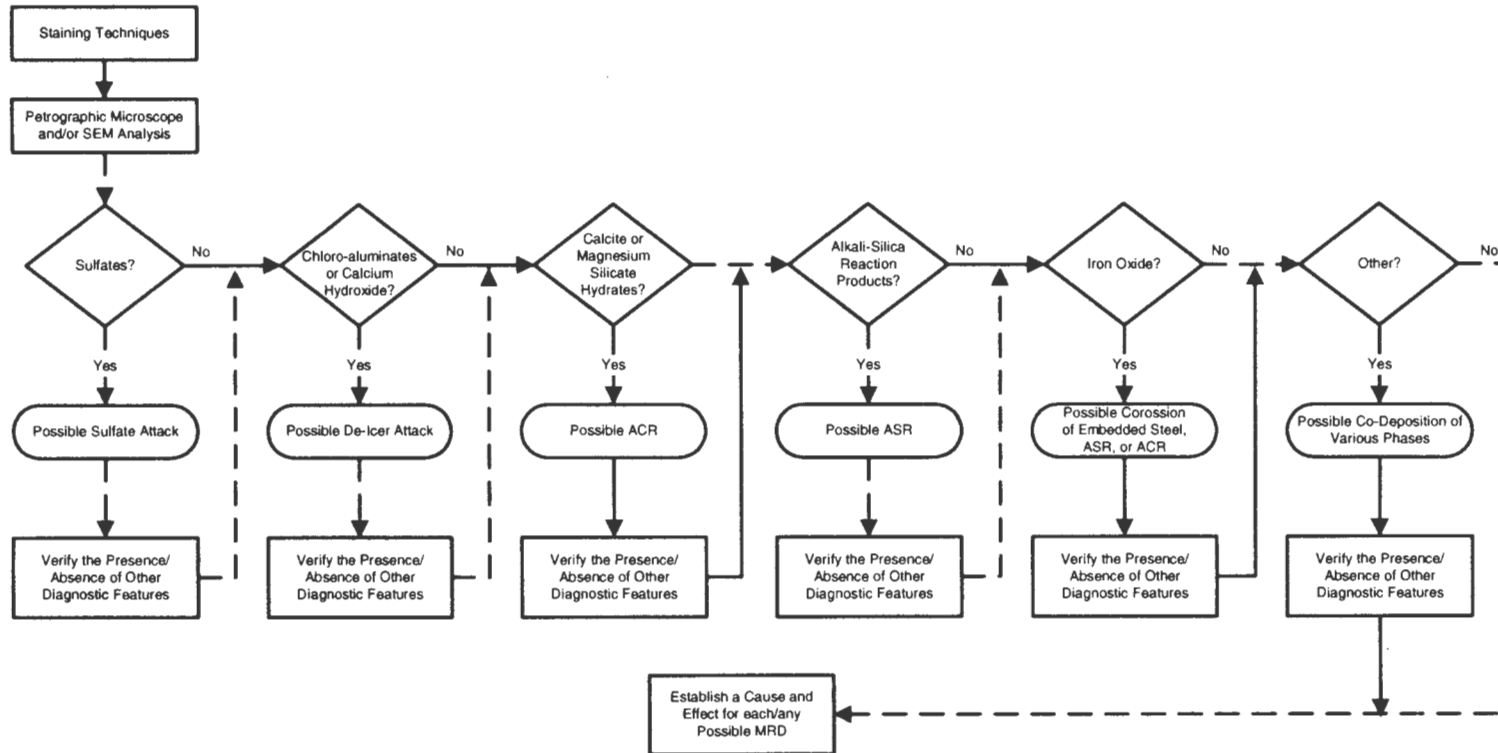 Staining Techniques
Petrographic Microscope
and/or SEM Analysis
Sulfates?
No
Chloro-aluminates
or Calcium
Hydroxide?
No
Calcite or
Magnesium
Silicate
Hydrates?
Alkali-Silica
Reaction
Products?
No
Iron Oxide?
No
Other?
No
Yes
Yes
Yes
Yes
Yes
Yes
Possible Sulfate Attack
Possible De-Icer Attack
Possible ACR
Possible ASR
Possible Corossion
of Embedded Steel,
ASR, or ACR
Possible Co-Deposition of
Various Phases
Verify the Presence/
Absence of Other
Diagnostic Features
Verify the Presence/
Absence of Other
Diagnostic Features
Verify the Presence/
Absence of Other
Diagnostic Features
Verify the Presence/
Absence of Other
Diagnostic Features
Verify the Presence/
Absence of Other
Diagnostic Features
Verify the Presence/
Absence of Other
Diagnostic Features
Establish a Cause and
Effect for each/any
Possible MRD